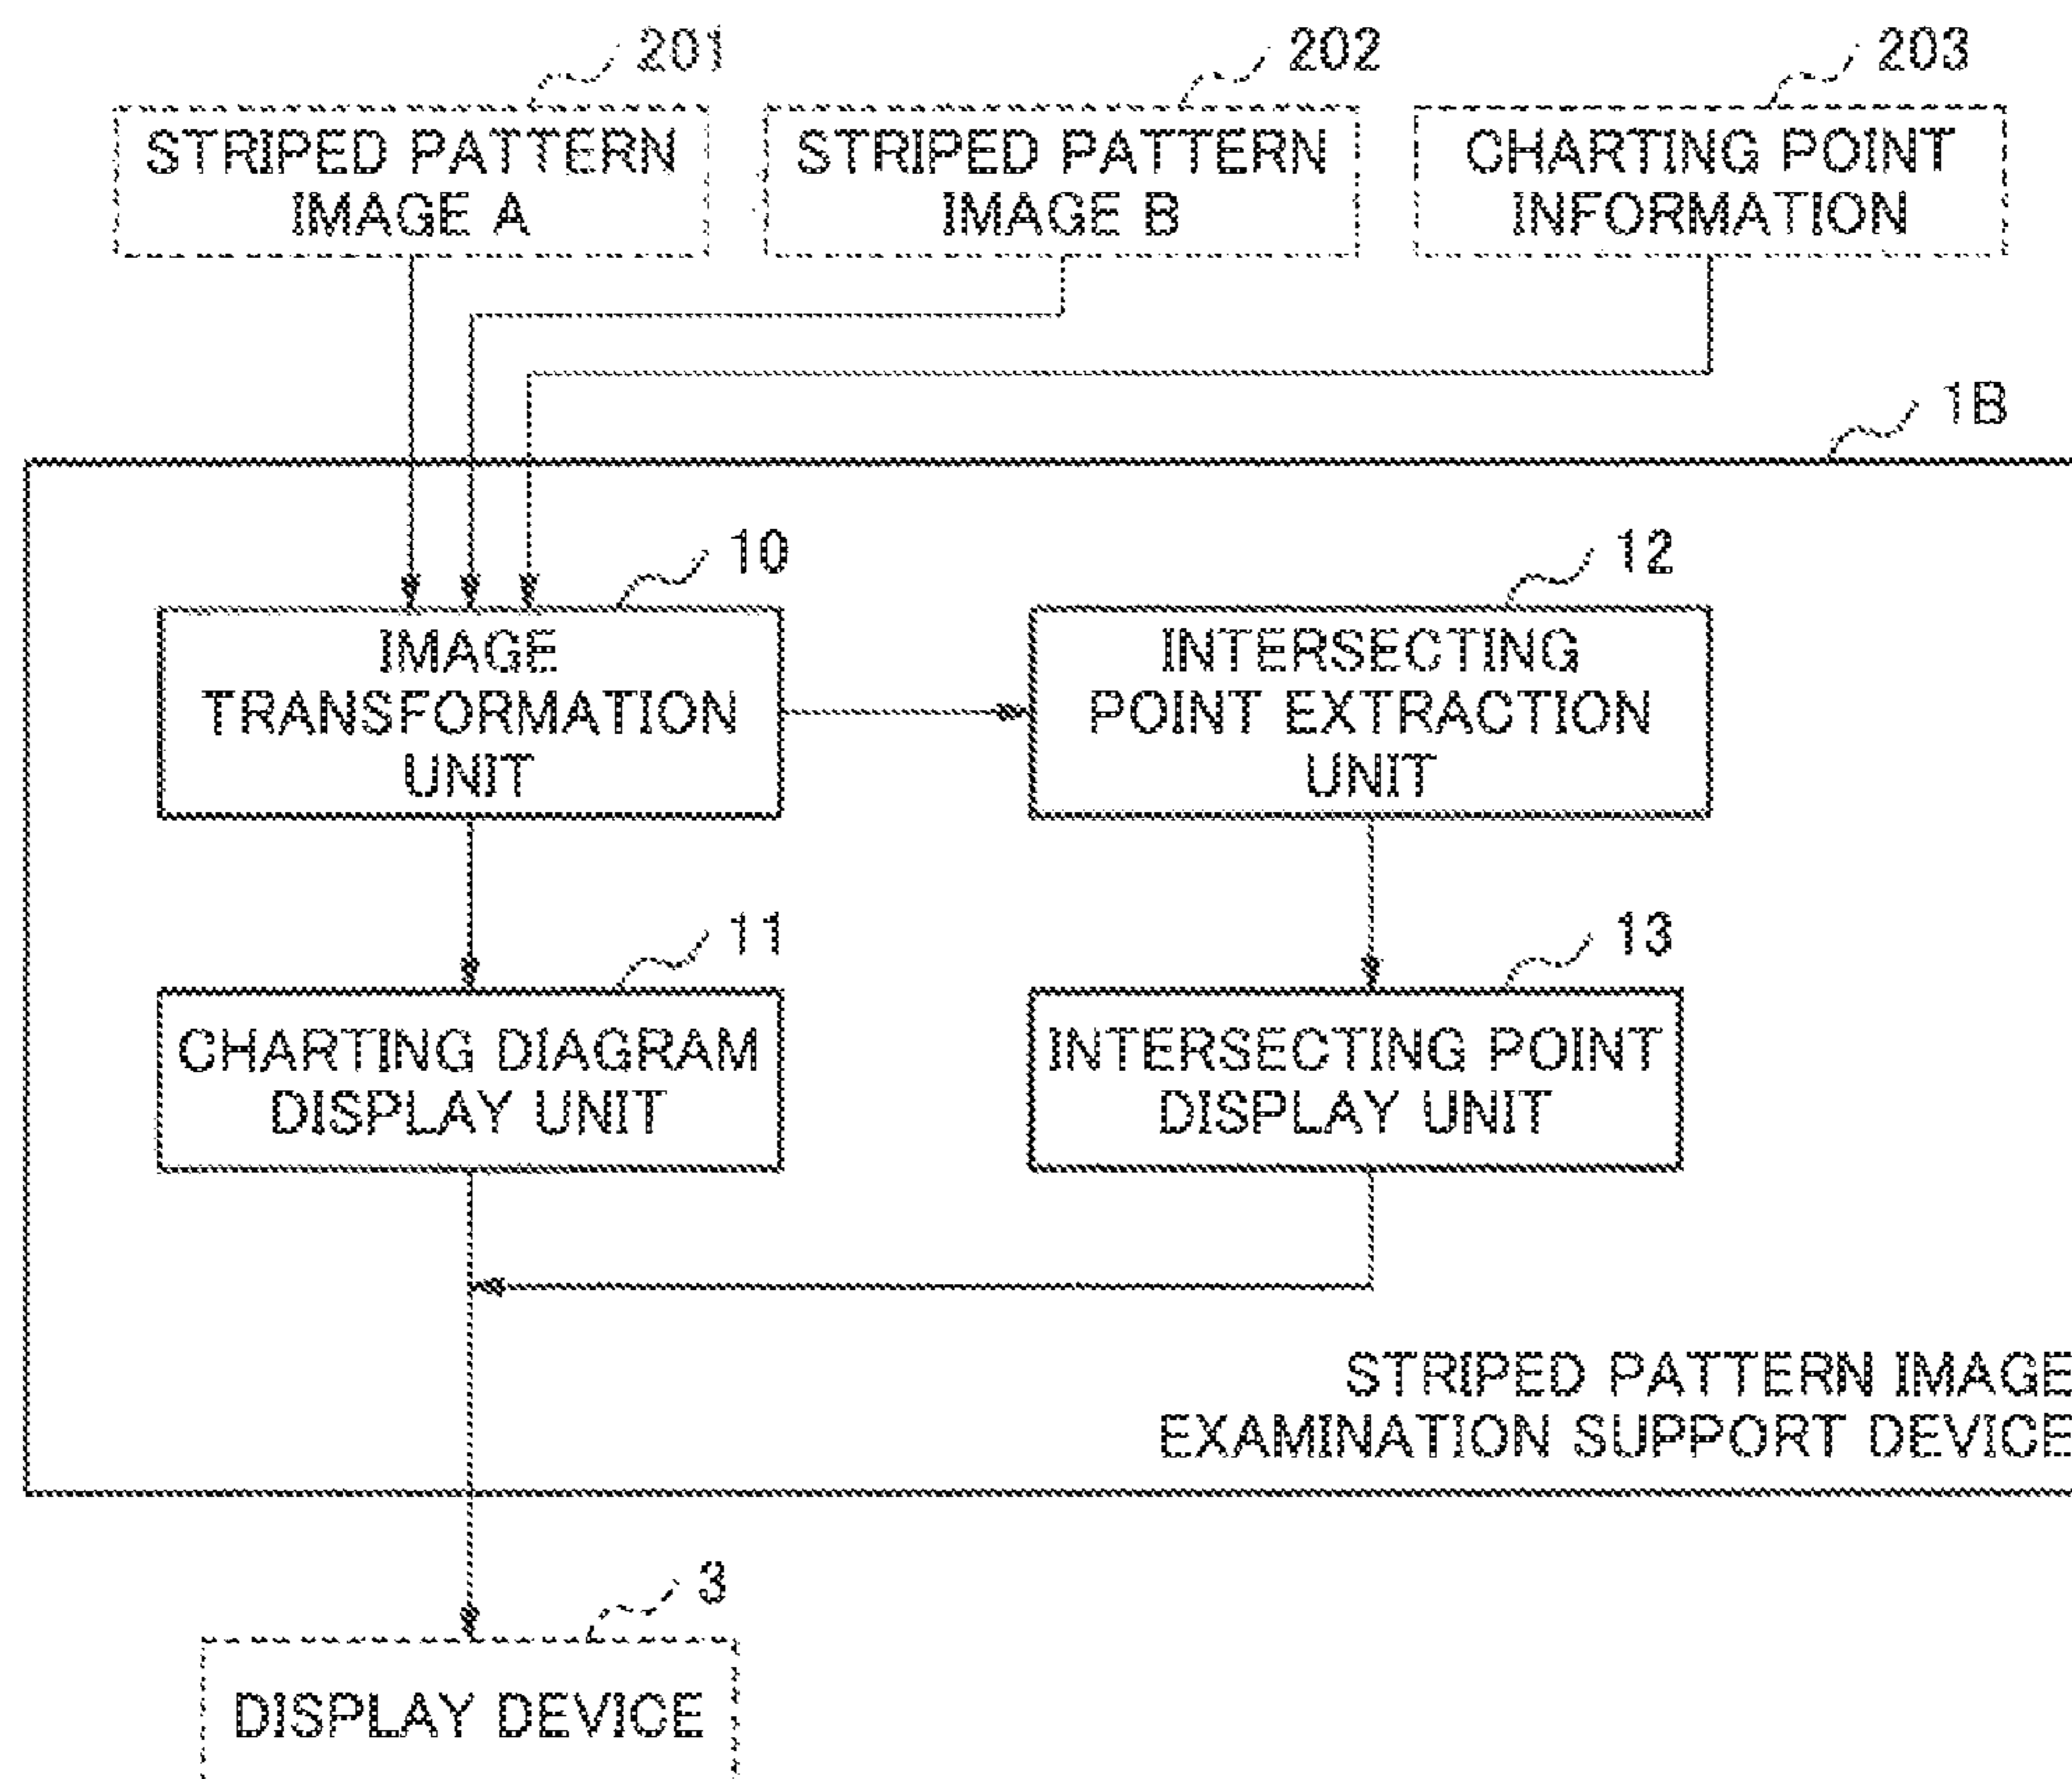 201
202
203
STRIPED PATTERN
IMAGE A
STRIPED PATTERN
IMAGE B
CHARTING POINT
INFORMATION
1B
10
12
IMAGE
TRANSFORMATION
UNIT
INTERSECTING
POINT EXTRACTION
UNIT
11
13
CHARTING DIAGRAM
DISPLAY UNIT
INTERSECTING POINT
DISPLAY UNIT
STRIPED PATTERN IMAGE
EXAMINATION SUPPORT DEVICE
3
DISPLAY DEVICE